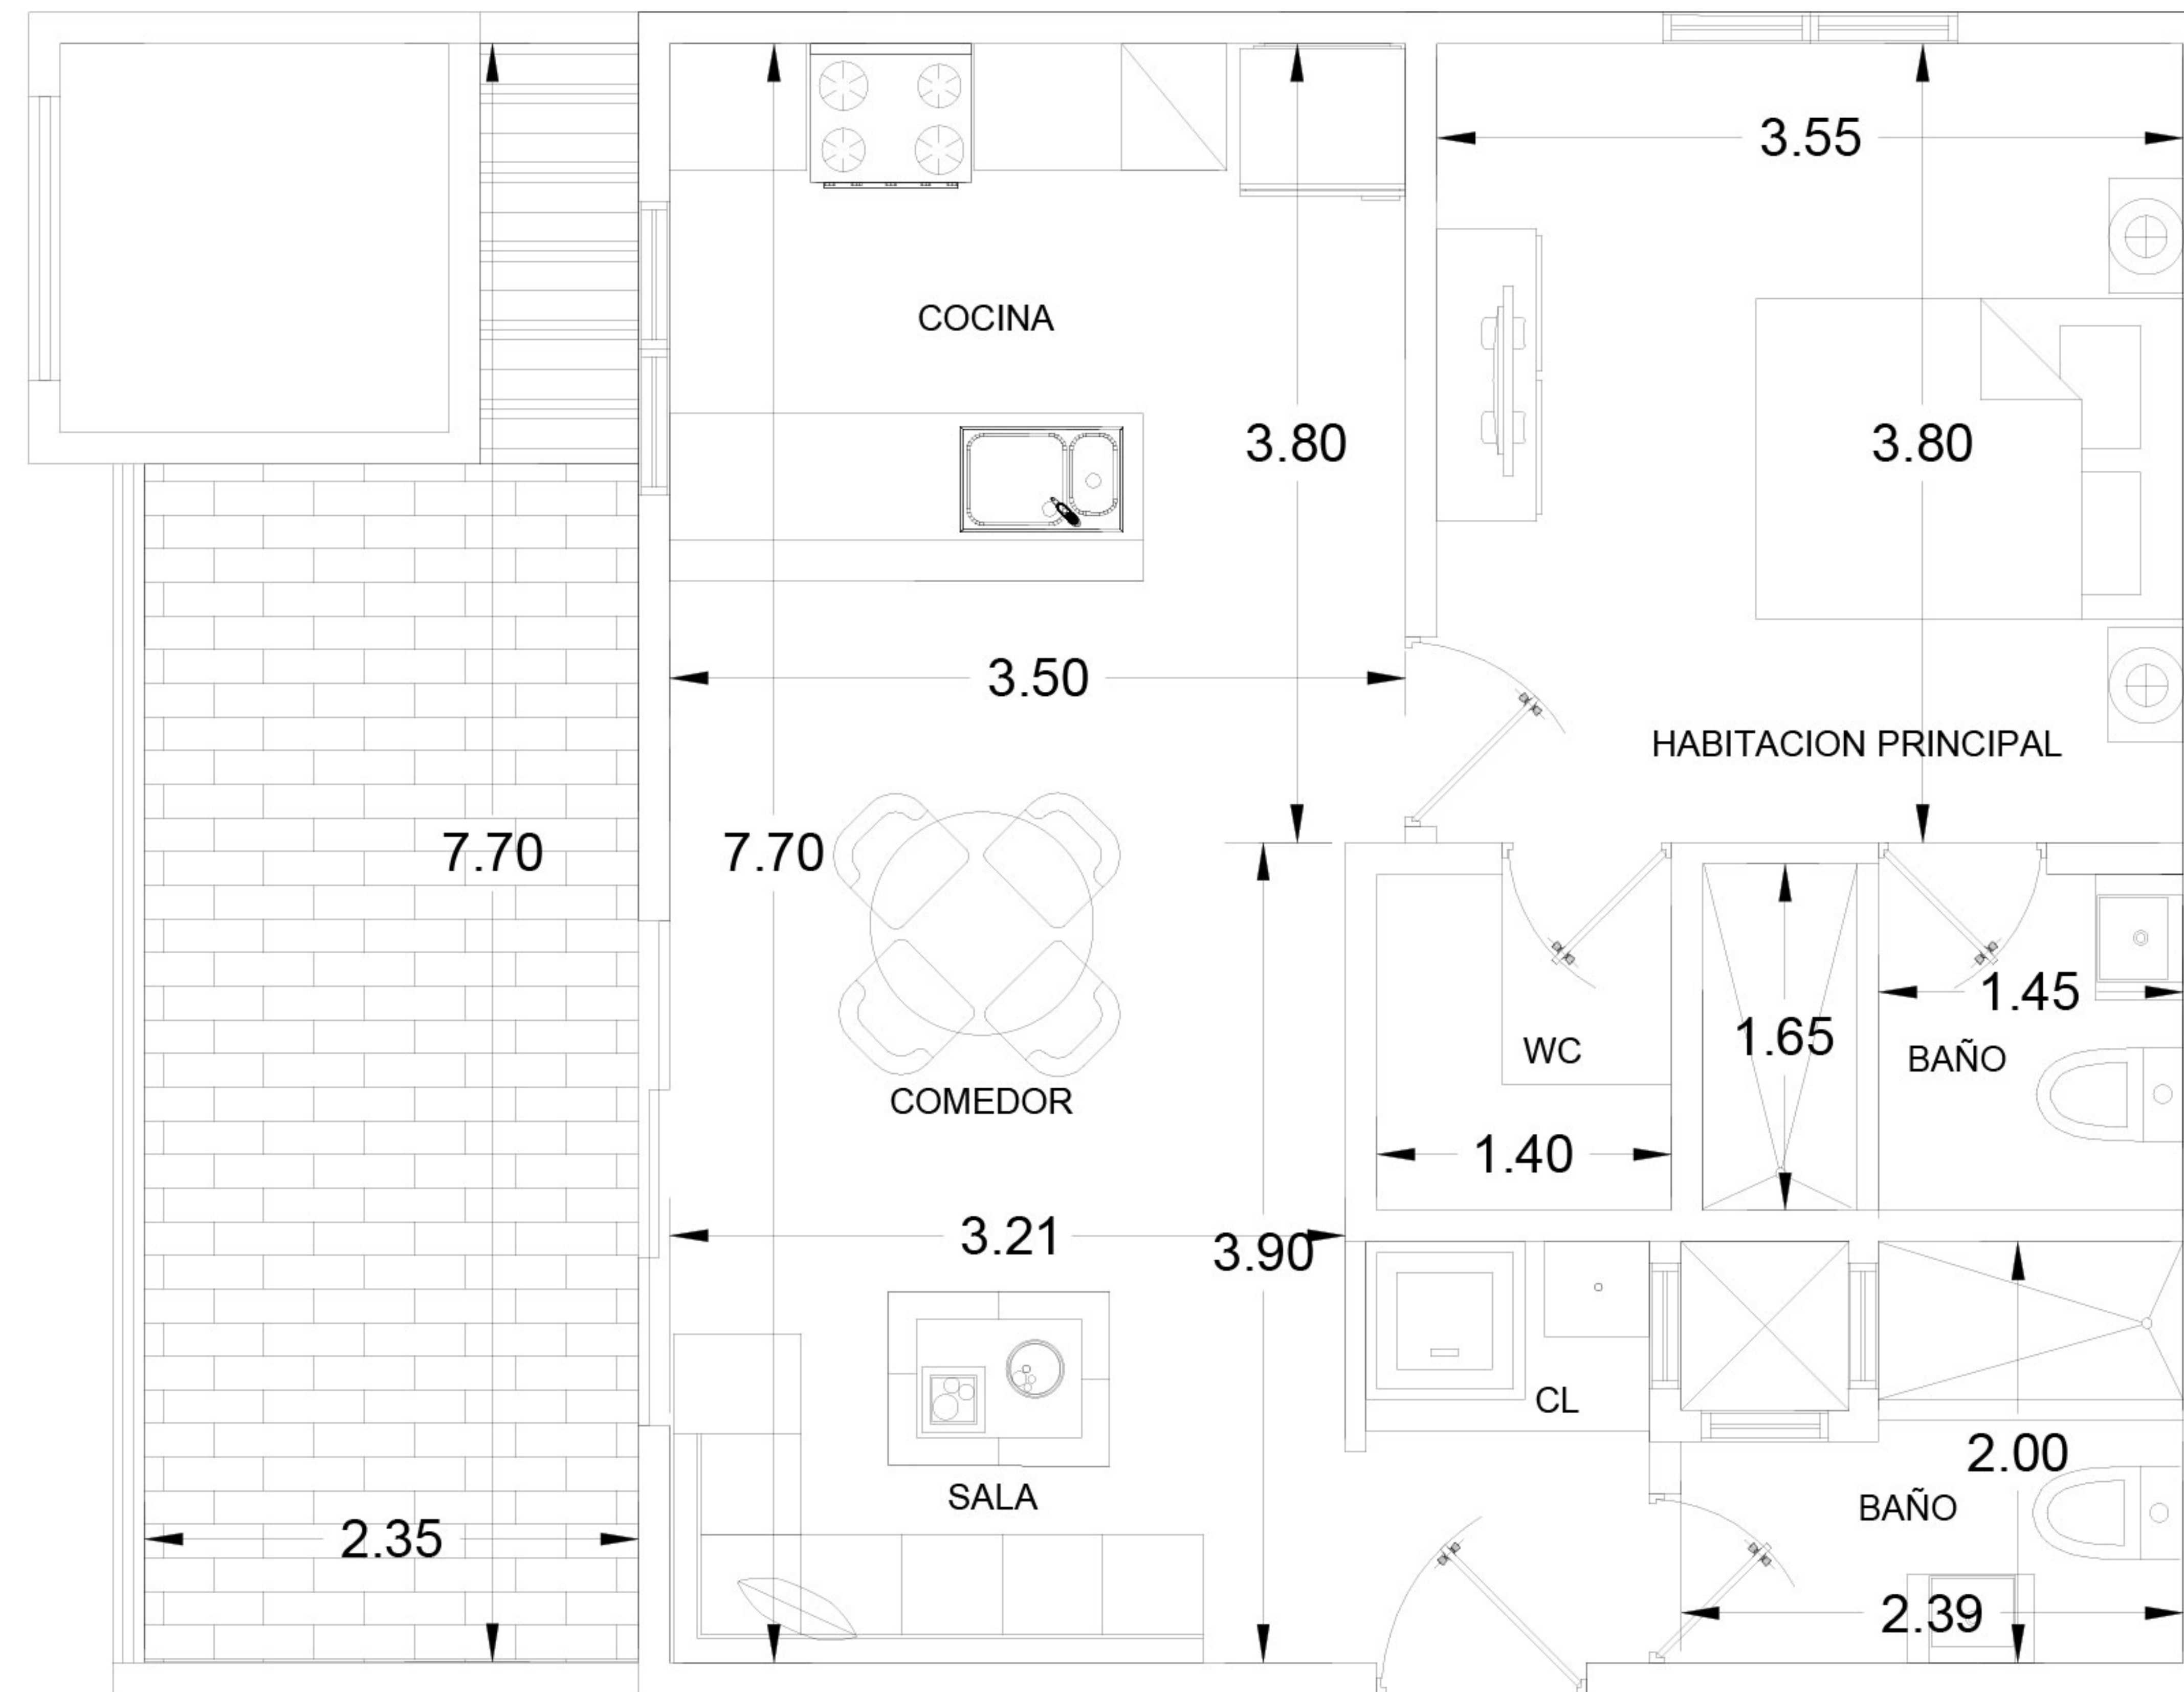 3.55
COCINA
3.80
3.80
3.50
HABITACION PRINCIPAL
7.70
7.70
1.45
1.65
WC
BAÑO
COMEDOR
1.40
3.21
3.90
CL
2.00
SALA
BAÑO
2.35
2.39